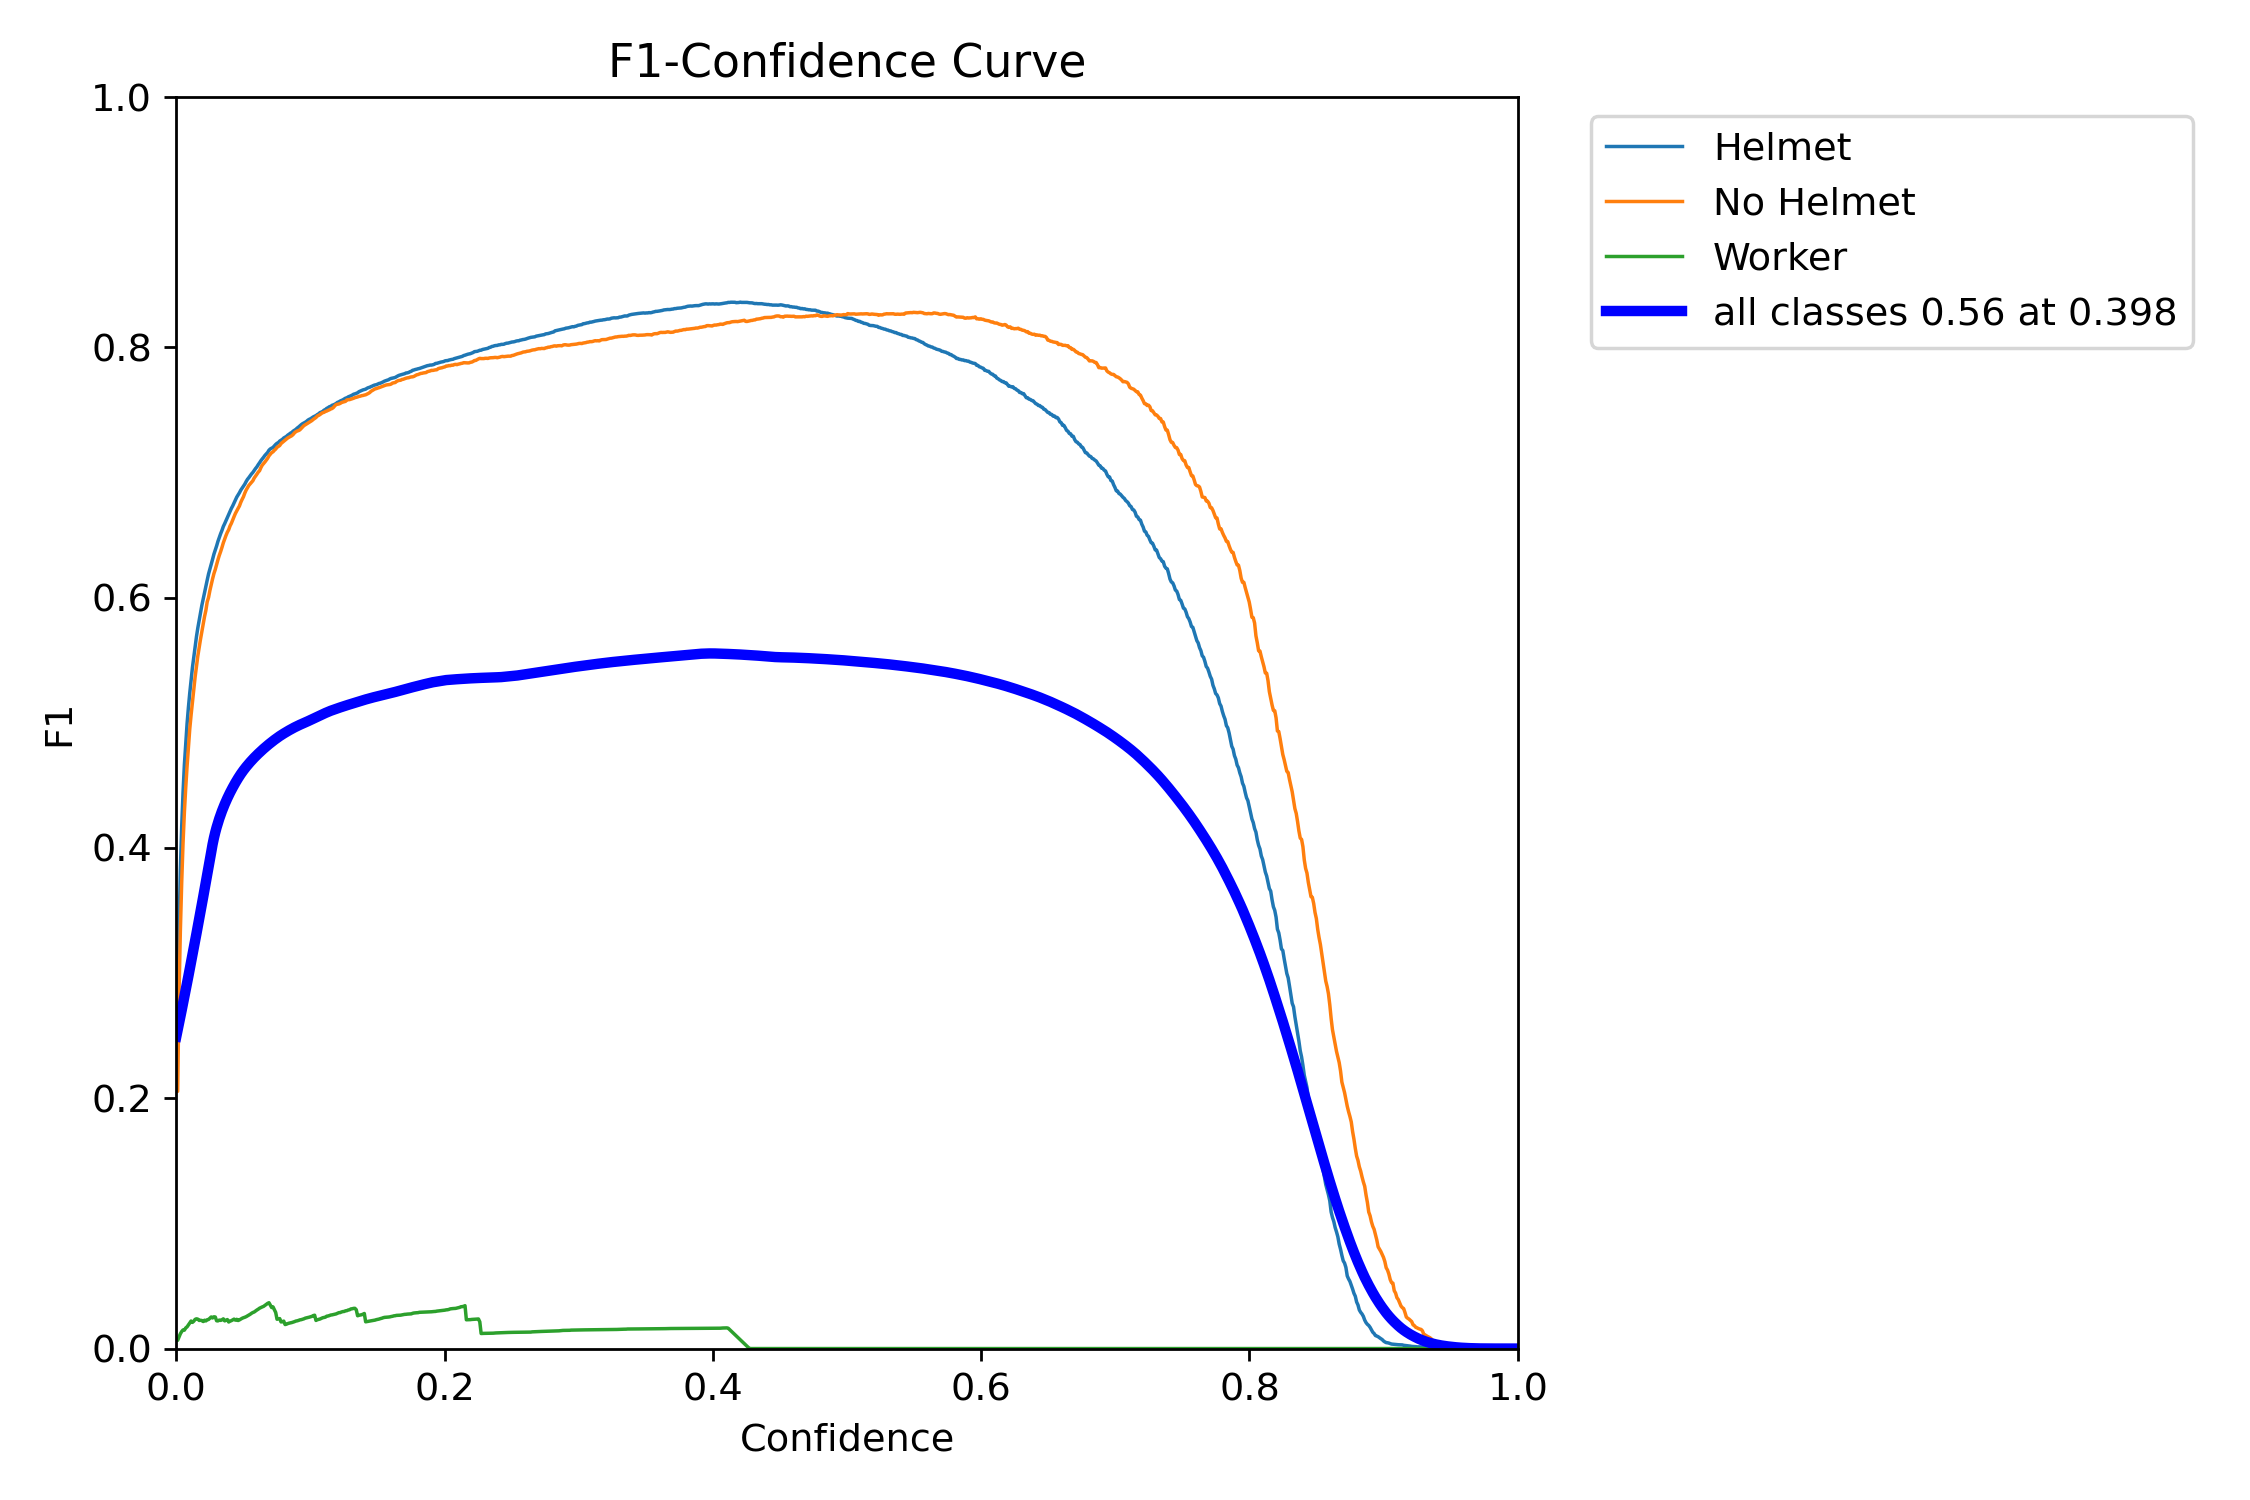 F1-Confidence Curve
1.0
0.8
0.6
0.4
0.2
0.0
F1
0.0 0.2 0.4 0.6 0.8 1.0
Confidence
Helmet
No Helmet
Worker
all classes 0.56 at 0.398